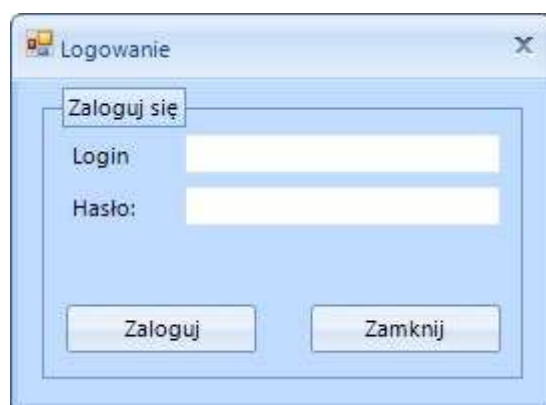 Logowanie
Zaloguj się
Login
Hasło:
Zaloguj Zamknij